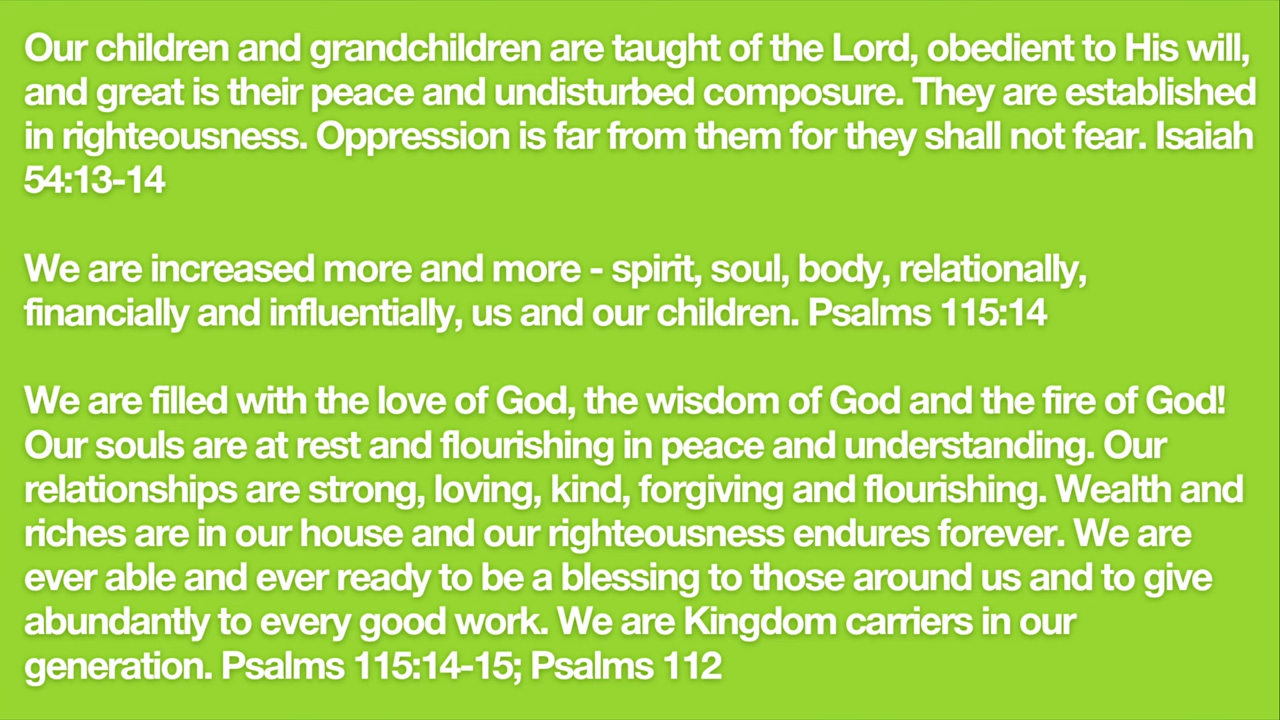 Our children and grandchildren are taught of the Lord, obedient to His will,
and great is their peace and undisturbed composure. They are established
in righteousness. Oppression is far from them for they shall not fear. Isaiah
54:13-14
We are increased more and more - spirit, soul, body, relationally,
financially and influentially, us and our children. Psalms 115:14
We are filled with the love of God, the wisdom of God and the fire of God!
Our souls are at rest and flourishing in peace and understanding. Our
relationships are strong, loving, kind, forgiving and flourishing. Wealth and
riches are in our house and our righteousness endures forever. We are
ever able and ever ready to be a blessing to those around us and to give
abundantly to every good work. We are Kingdom carriers in our
generation. Psalms 115:14-15; Psalms 112